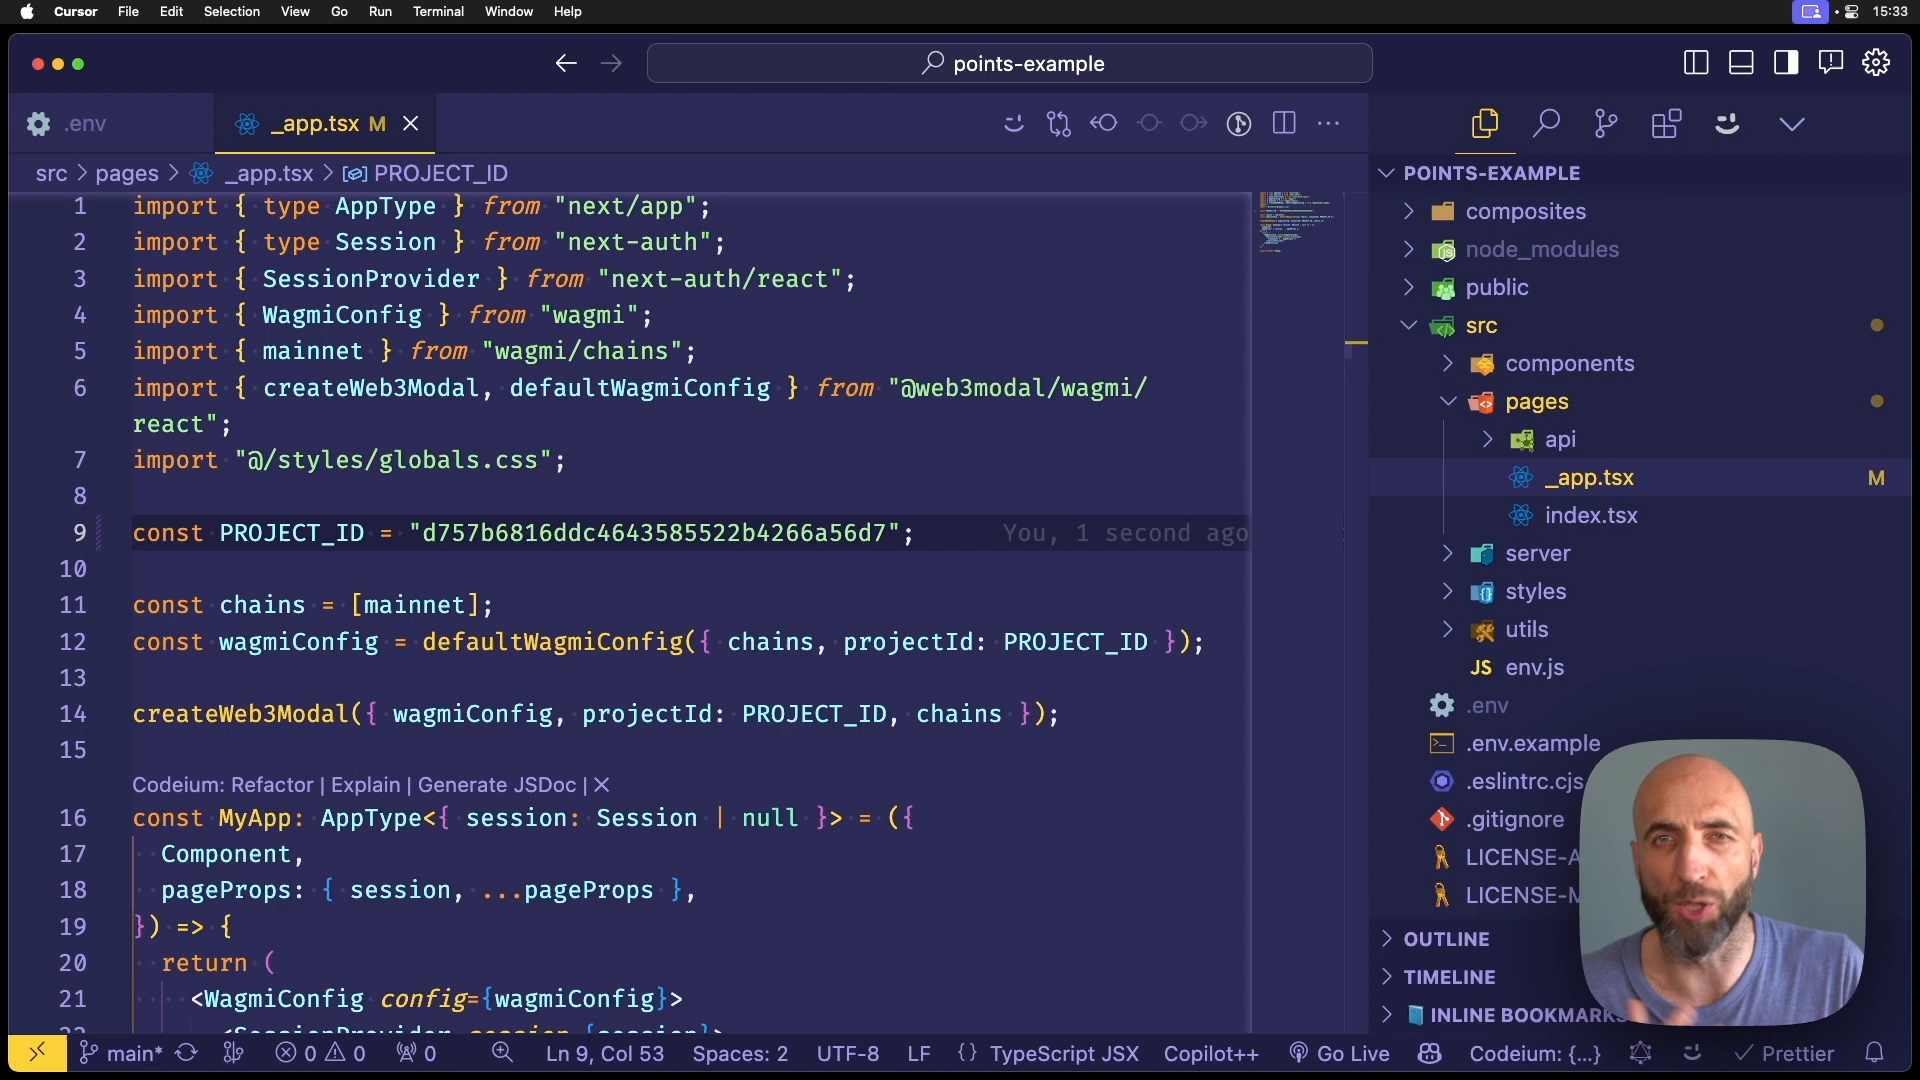 Cursor File Edit Selection View Go Run Terminal Window Help 15:33
points-example
.env _app.tsx M
src > pages > _app.tsx > PROJECT_ID
1 import { type AppType } from "next/app";
2 import { type Session } from "next-auth";
3 import { SessionProvider } from "next-auth/react";
4 import { WagmiConfig } from "wagmi";
5 import { mainnet } from "wagmi/chains";
6 import { createWeb3Modal, defaultWagmiConfig } from "@web3modal/wagmi/
react";
7 import "@/styles/globals.css";
8
9 const PROJECT_ID = "d757b6816ddc4643585522b4266a56d7"; You, 1 second ago
10
11 const chains = [mainnet];
12 const wagmiConfig = defaultWagmiConfig({ chains, projectId: PROJECT_ID });
13
14 createWeb3Modal({ wagmiConfig, projectId: PROJECT_ID, chains });
15
Codeium: Refactor | Explain | Generate JSDoc | X
16 const MyApp: AppType<{ session: Session | null }> = ({
17 Component,
18 pageProps: { session, ...pageProps },
19 }) => {
20 return (
21 <WagmiConfig config={wagmiConfig}>
POINTS-EXAMPLE
composites
node_modules
public
src
components
pages
api
_app.tsx M
index.tsx
server
styles
utils
JS env.js
.env
.env.example
.eslintrc.cjs
.gitignore
LICENSE-A
LICENSE-M
OUTLINE
TIMELINE
INLINE BOOKMARKS
main* 0 0 0 Ln 9, Col 53 Spaces: 2 UTF-8 LF {} TypeScript JSX Copilot++ Go Live Codeium: {...} Prettier